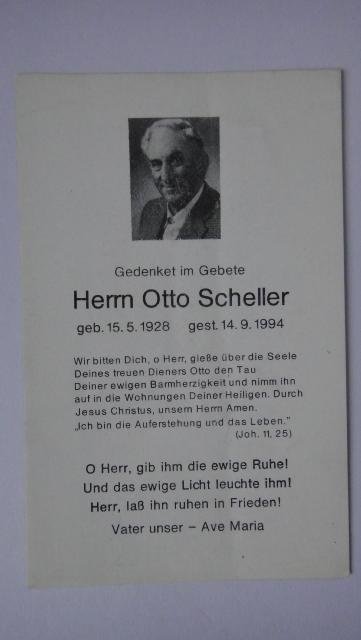 Gedenket im Gebete
Herrn Otto Scheller
geb. 15. 5. 1928 gest. 14. 9. 1994
Wir bitten Dich, o Herr, gieße über die Seele
Deines treuen Dieners Otto den Tau
Deiner ewigen Barmherzigkeit und nimm ihn
auf in die Wohnungen Deiner Heiligen. Durch
Jesus Christus, unsern Herrn Amen.
„Ich bin die Auferstehung und das Leben."
(Joh. 11, 25)
O Herr, gib ihm die ewige Ruhe!
Und das ewige Licht leuchte ihm!
Herr, laß ihn ruhen in Frieden!
Vater unser – Ave Maria